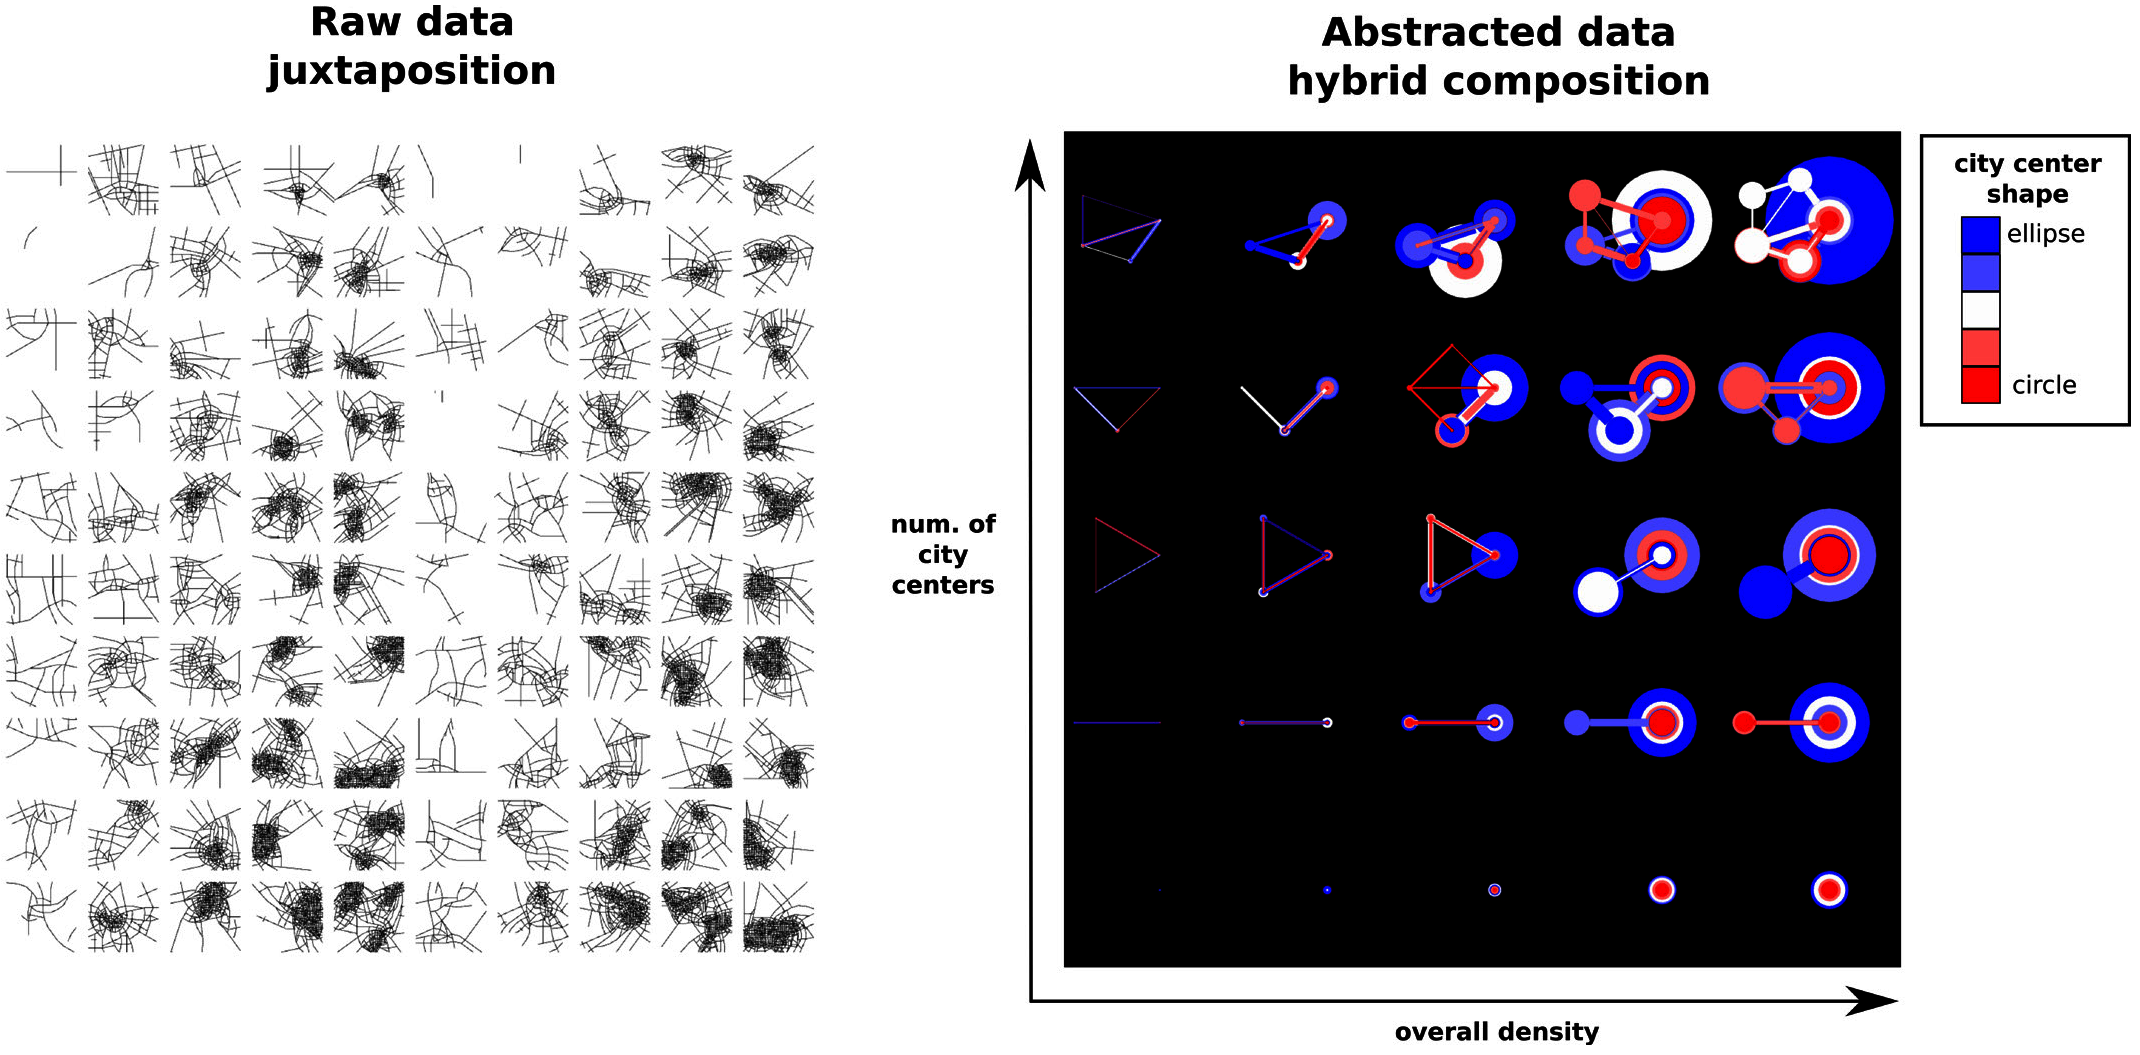 Raw data
juxtaposition
Abstracted data
hybrid composition
city center
shape
ellipse
circle
num. of
city
centers
overall density